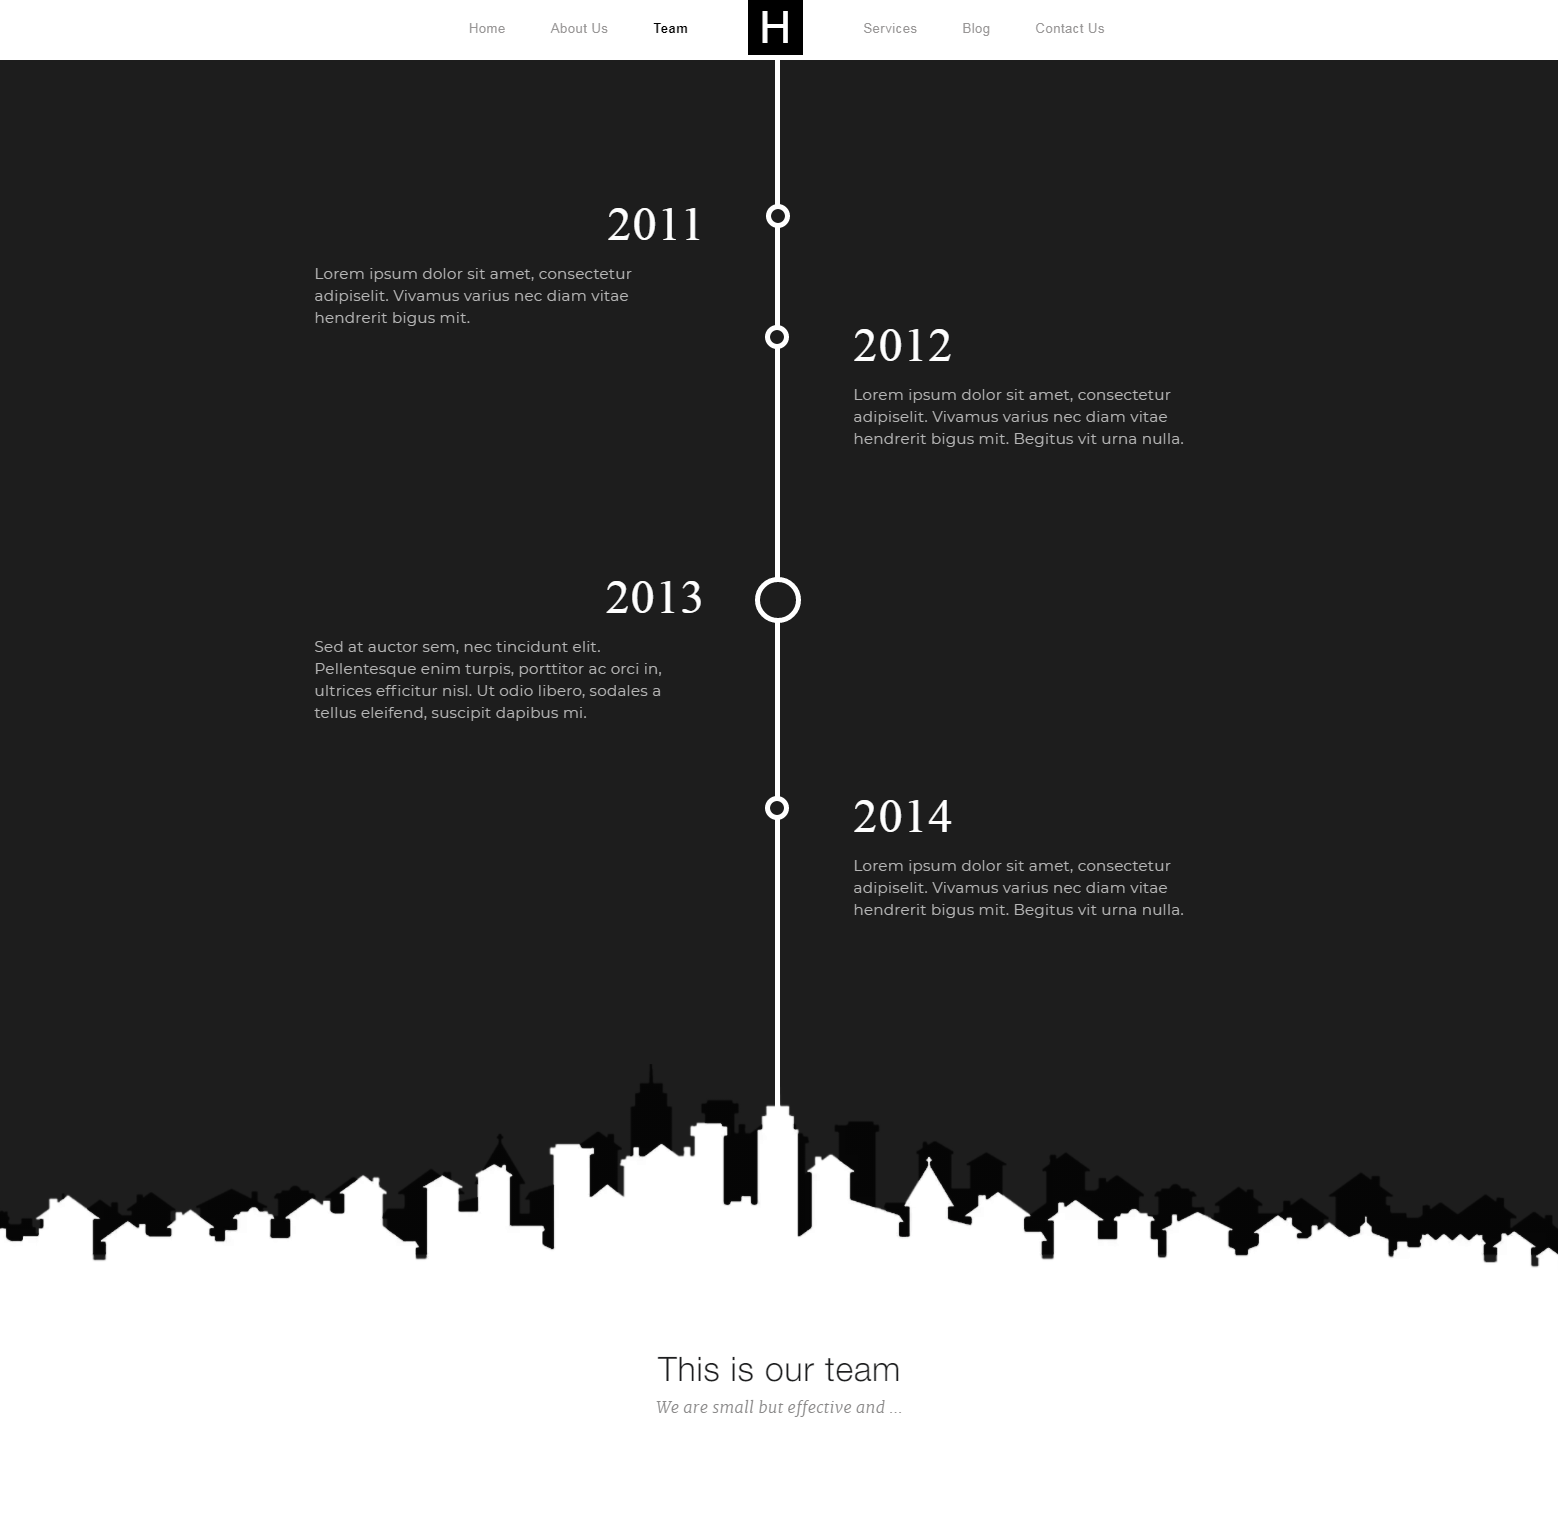 Home About Us Team H Services Blog Contact Us
2011
Lorem ipsum dolor sit amet, consectetur
adipiselit. Vivamus varius nec diam vitae
hendrerit bigus mit.
2012
Lorem ipsum dolor sit amet, consectetur
adipiselit. Vivamus varius nec diam vitae
hendrerit bigus mit. Begitus vit urna nulla.
2013
Sed at auctor sem, nec tincidunt elit.
Pellentesque enim turpis, porttitor ac orci in,
ultrices efficitur nisl. Ut odio libero, sodales a
tellus eleifend, suscipit dapibus mi.
2014
Lorem ipsum dolor sit amet, consectetur
adipiselit. Vivamus varius nec diam vitae
hendrerit bigus mit. Begitus vit urna nulla.
This is our team
We are small but effective and ...